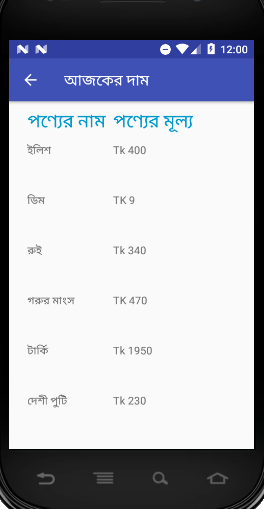 12:00
আজকের দাম
পণ্যের নাম পণ্যের মূল্য
ইলিশ Tk 400
ডিম TK 9
রুই Tk 340
গরুর মাংস TK 470
টার্কি Tk 1950
দেশী পুটি Tk 230